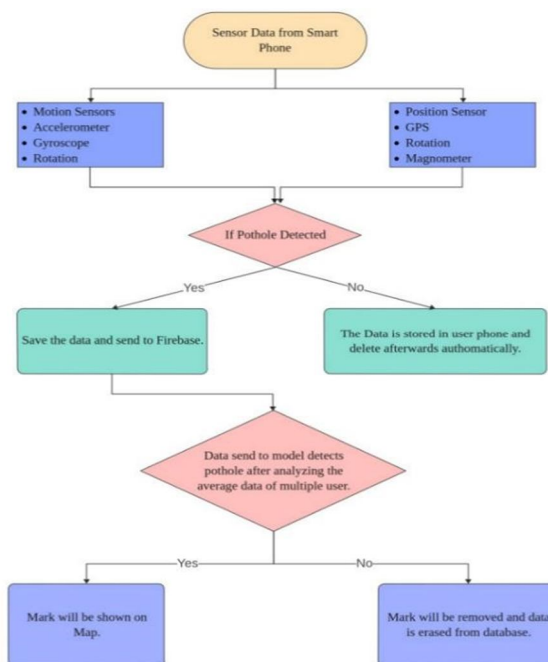 Sensor Data from Smart
Phone
Motion Sensors
Accelerometer
Gyroscope
Rotation
Position Sensor
GPS
Rotation
Magnometer
If Pothole Detected
Yes
No
Save the data and send to Firebase.
The Data is stored in user phone and
delete afterwards authomatically.
Data send to model detects
pothole after analyzing the
average data of multiple user.
Yes
No
Mark will be shown on
Map.
Mark will be removed and data
is erased from database.